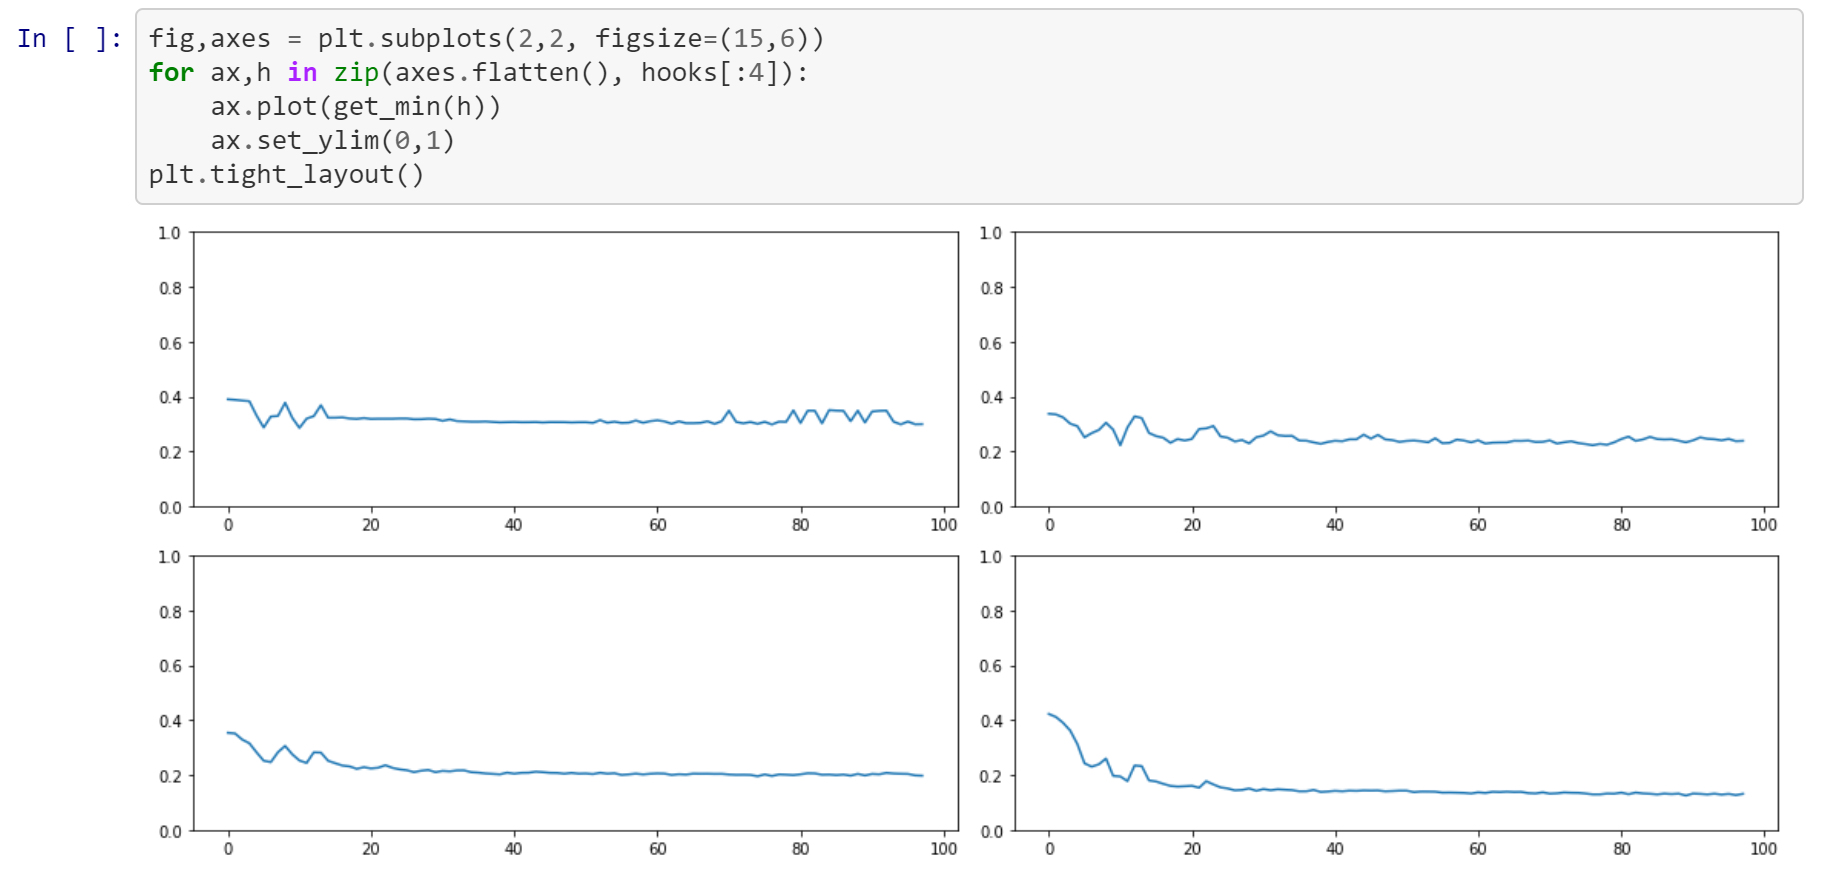 In [ ]: fig,axes = plt.subplots(2,2, figsize=(15,6))
for ax,h in zip(axes.flatten(), hooks[:4]):
    ax.plot(get_min(h))
    ax.set_ylim(0,1)
plt.tight_layout()
1.0
0.8
0.6
0.4
0.2
0.0
0 20 40 60 80 100
1.0
0.8
0.6
0.4
0.2
0.0
0 20 40 60 80 100
1.0
0.8
0.6
0.4
0.2
0.0
0 20 40 60 80 100
1.0
0.8
0.6
0.4
0.2
0.0
0 20 40 60 80 100